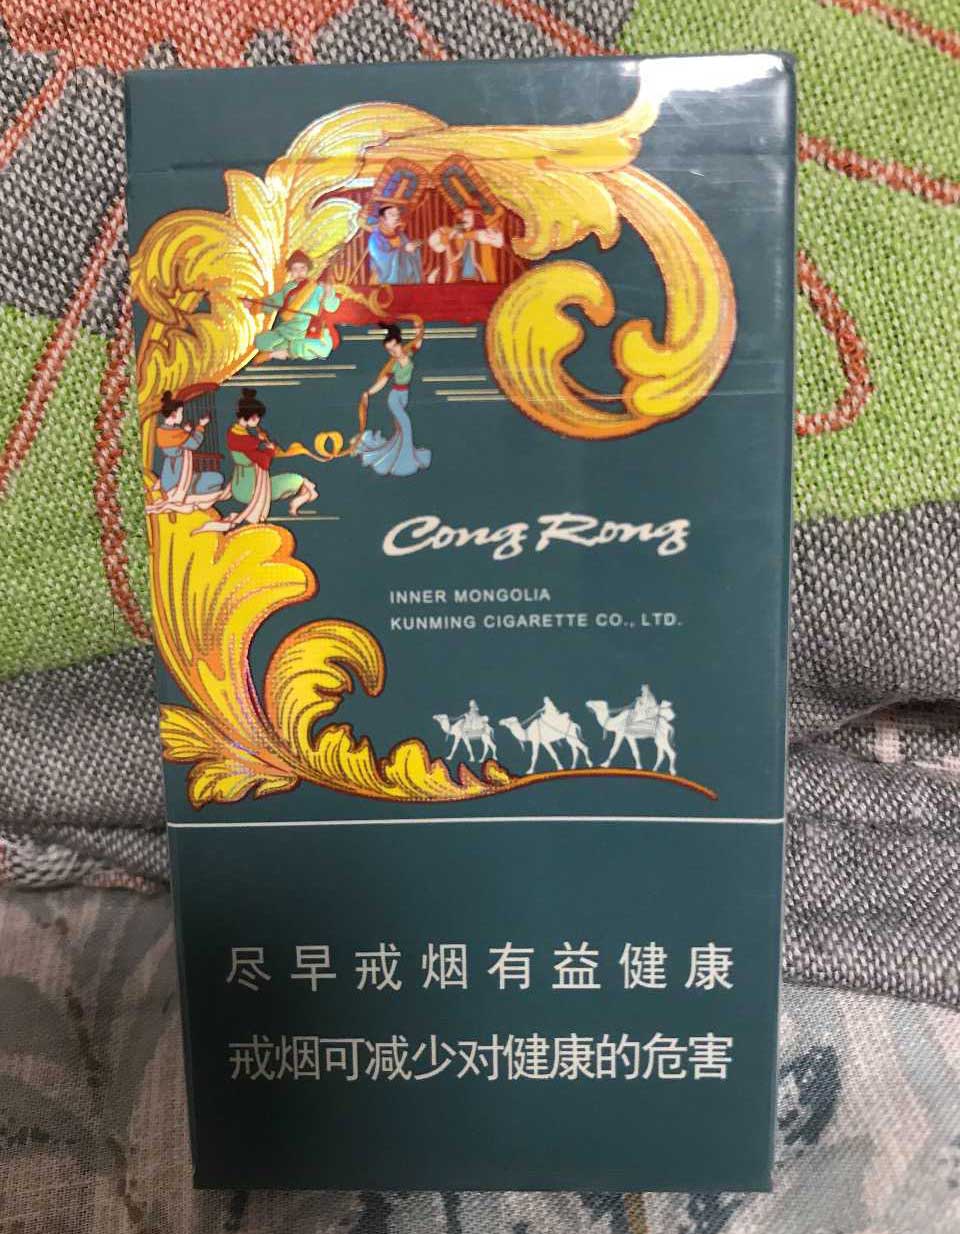 Cong Rong
INNER MONGOLIA
KUNMING CIGARETTE CO., LTD.
尽早戒烟有益健康
戒烟可减少对健康的危害